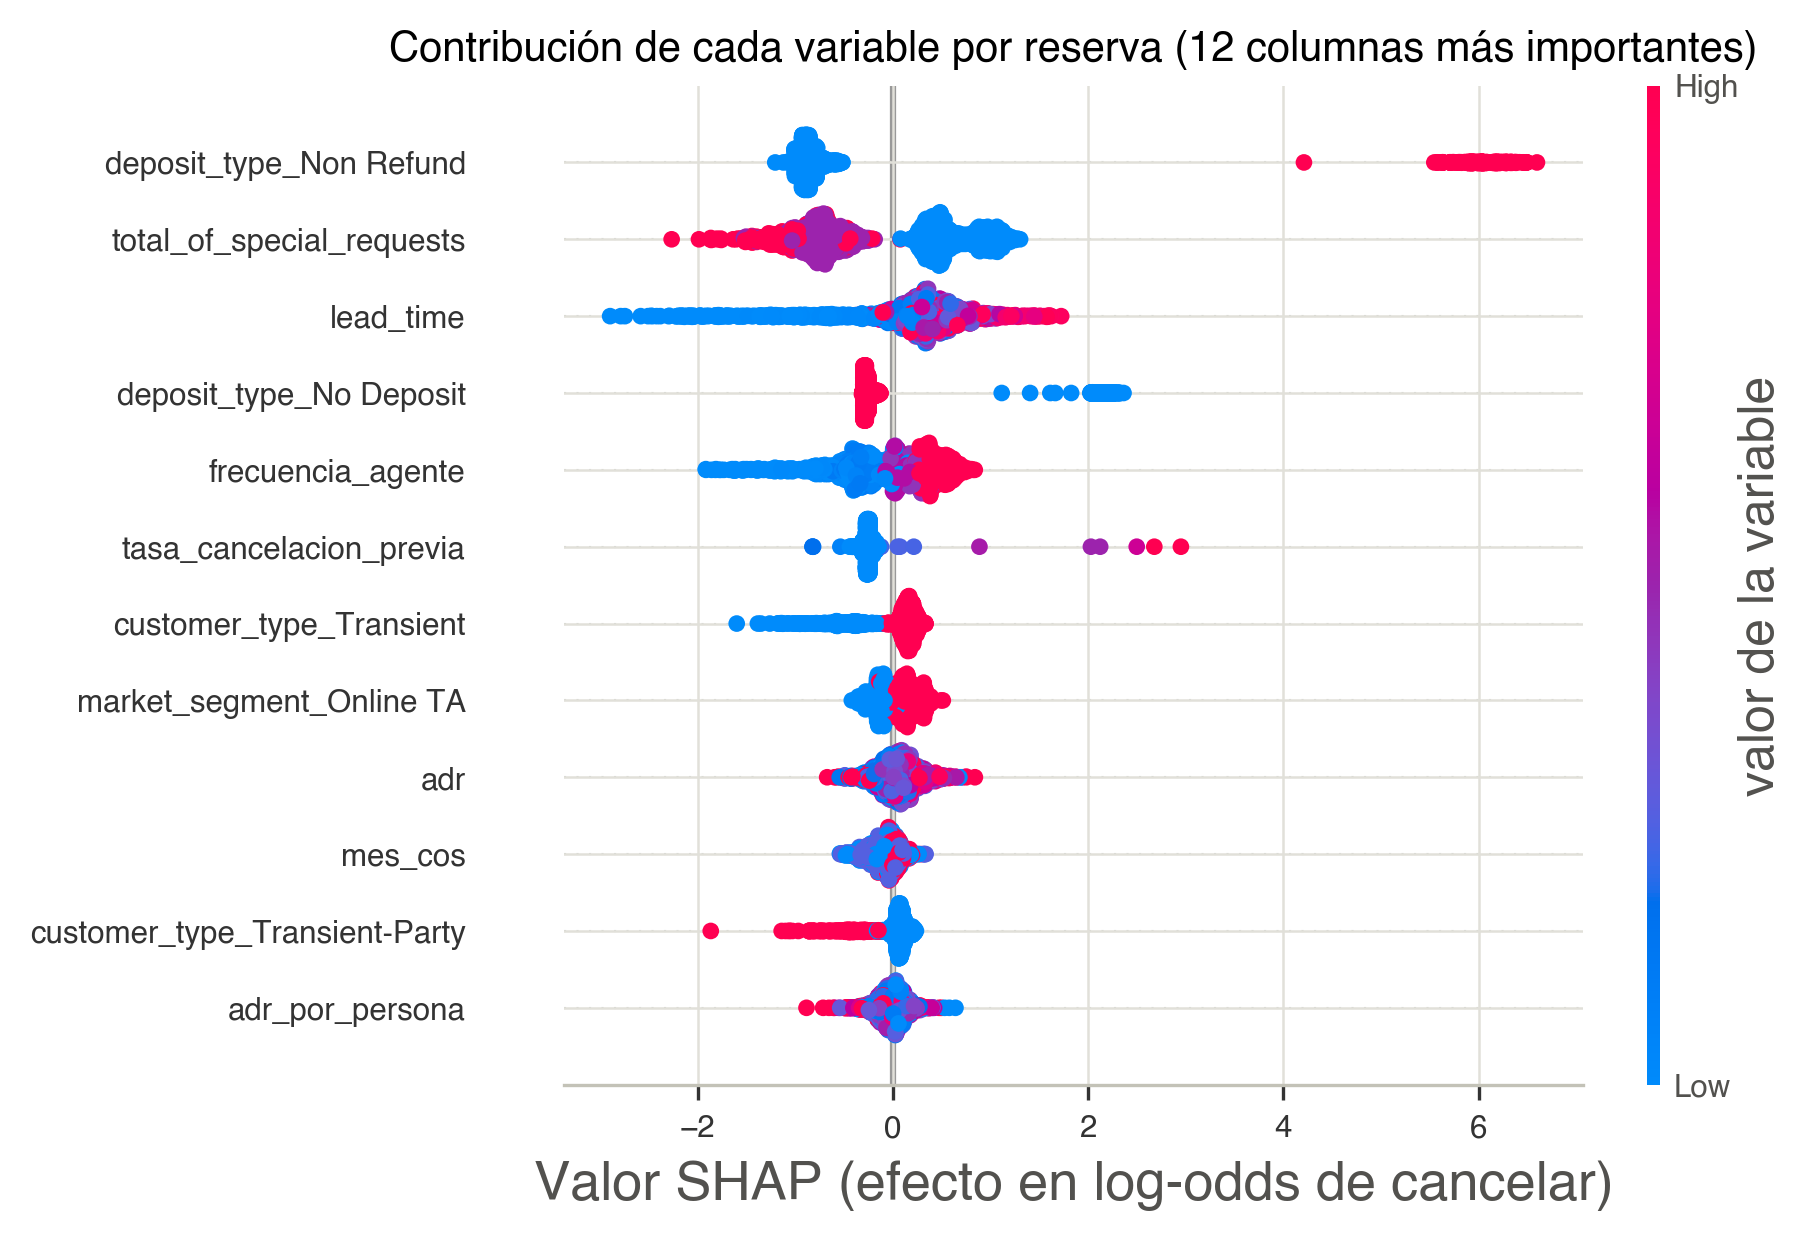 Contribución de cada variable por reserva (12 columnas más importantes)
High
deposit_type_Non Refund
total_of_special_requests
lead_time
deposit_type_No Deposit
frecuencia_agente
tasa_cancelacion_previa
customer_type_Transient
market_segment_Online TA
adr
mes_cos
customer_type_Transient-Party
adr_por_persona
valor de la variable
Low
−2 0 2 4 6
Valor SHAP (efecto en log-odds de cancelar)